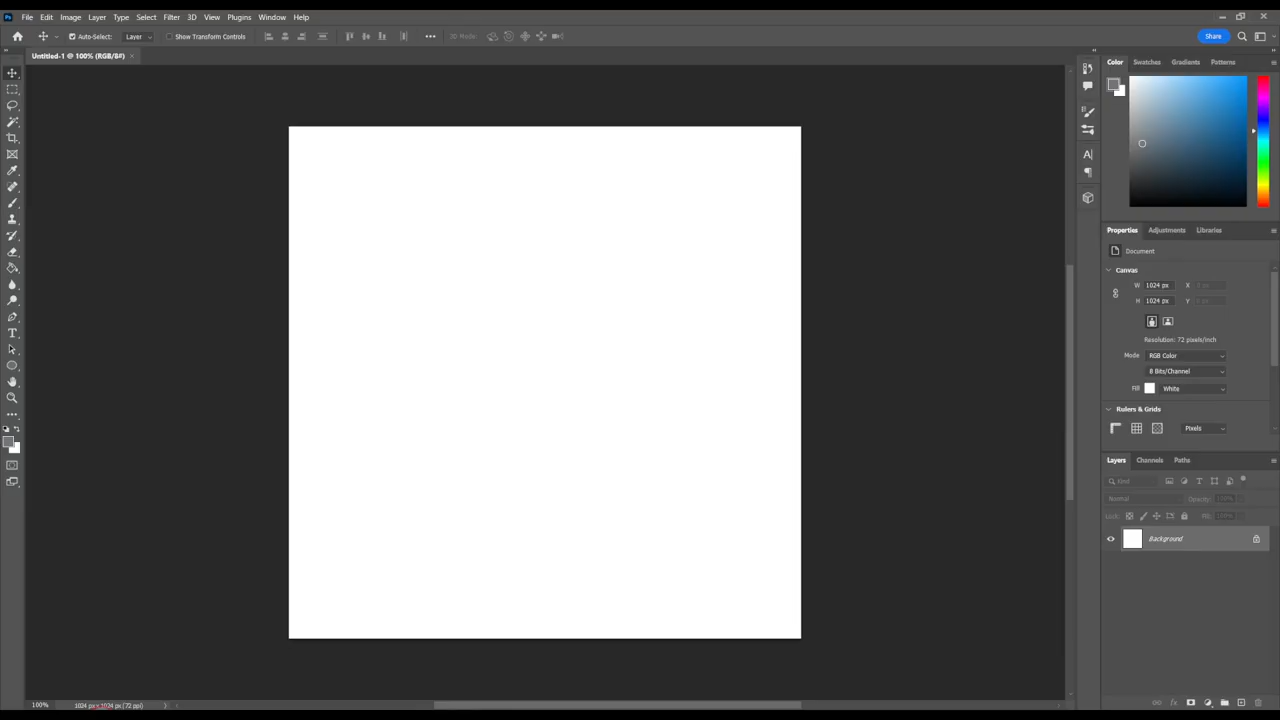 Ps File Edit Image Layer Type Select Filter 3D View Plugins Window Help
Auto-Select: Layer Show Transform Controls 3D Mode: Share
Untitled-1 @ 100% (RGB/8#) ×
Color Swatches Gradients Patterns
Properties Adjustments Libraries
Document
Canvas
W 1024 px X
H 1024 px Y
Resolution: 72 pixels/inch
Mode RGB Color
8 Bits/Channel
Fill White
Rulers & Grids
Pixels
Layers Channels Paths
Kind
Normal Opacity: 100%
Lock: Fill: 100%
Background
100% 1024 px x 1024 px (72 ppi)